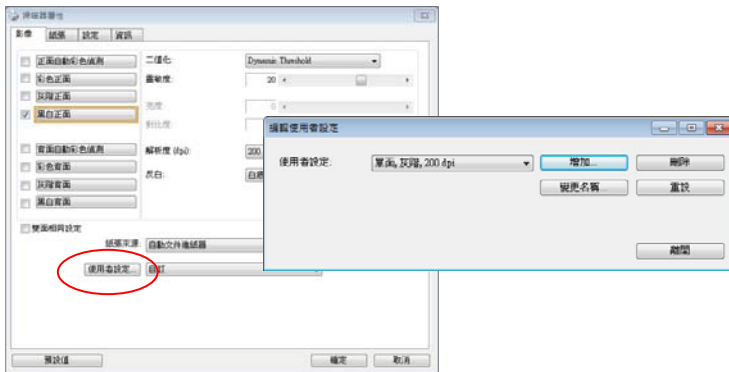 掃描器屬性
影像 紙張 設定 資訊
正面自動彩色偵測
彩色正面
灰階正面
黑白正面
背面自動彩色偵測
彩色背面
灰階背面
黑白背面
二值化: Dynamic Threshold
靈敏度: 20
亮度: 0
對比度:
解析度 (dpi): 200
反白:
雙面相同設定
紙張來源: 自動文件進紙器
使用者設定... 自訂
預設值 確定 取消
編輯使用者設定
使用者設定: 單面, 灰階, 200 dpi 增加... 刪除
變更名稱... 重設
離開